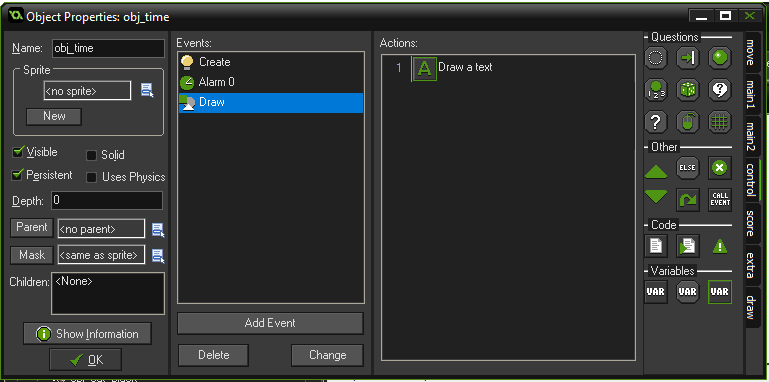 Object Properties: obj_time
Name: obj_time
Sprite
<no sprite>
New
Visible
Solid
Persistent
Uses Physics
Depth: 0
Parent
<no parent>
Mask
<same as sprite>
Children: <None>
Show Information
OK
Events:
Create
Alarm 0
Draw
Add Event
Delete
Change
Actions:
1 A Draw a text
Questions
1 2 3
?
?
Other
ELSE
CALL EVENT
Code
Variables
VAR VAR VAR
move
main1
main2
control
score
extra
draw